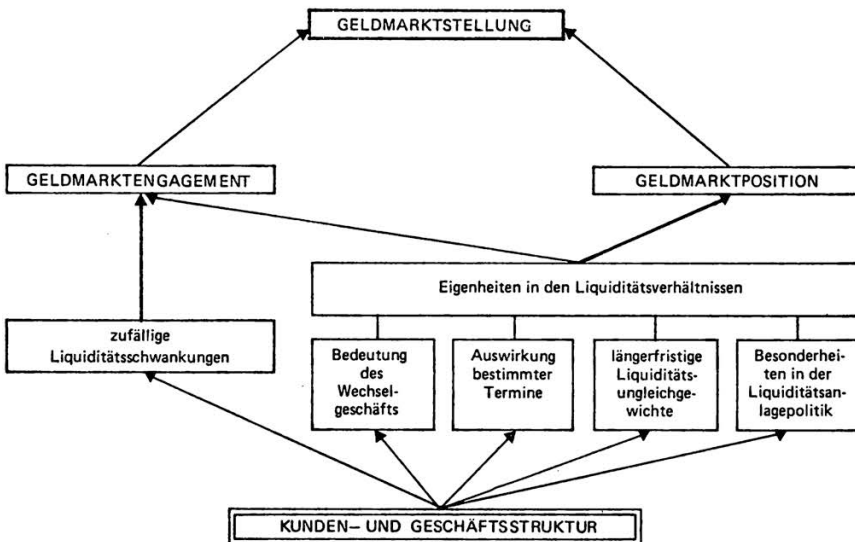 GELDMARKTSTELLUNG
GELDMARKTENGAGEMENT
GELDMARKTPOSITION
Eigenheiten in den Liquiditätsverhältnissen
zufällige
Liquiditätsschwankungen
Bedeutung
des
Wechsel-
geschäfts
Auswirkung
bestimmter
Termine
längerfristige
Liquiditäts-
ungleichge-
wichte
Besonderhei-
ten in der
Liquiditätsan-
lagepolitik
KUNDEN– UND GESCHÄFTSSTRUKTUR